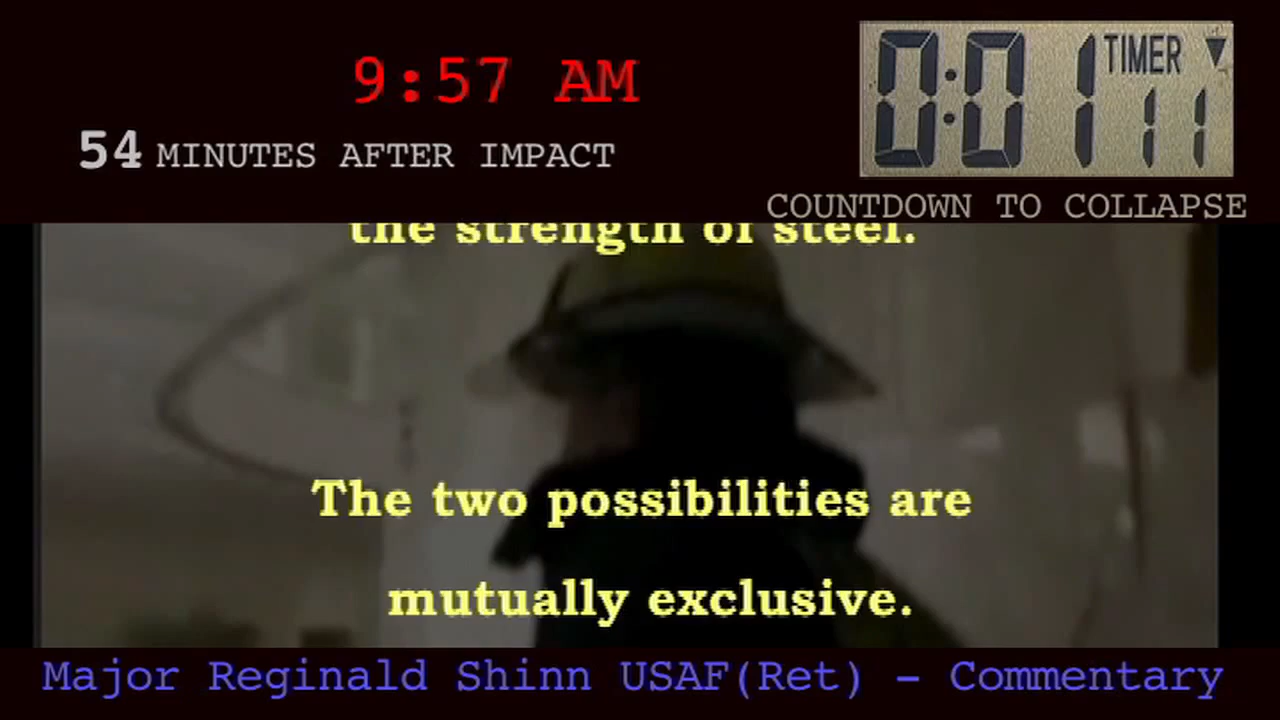 9:57 AM
54 MINUTES AFTER IMPACT
0:01 11
TIMER
COUNTDOWN TO COLLAPSE
the strength of steel.
The two possibilities are
mutually exclusive.
Major Reginald Shinn USAF(Ret) - Commentary